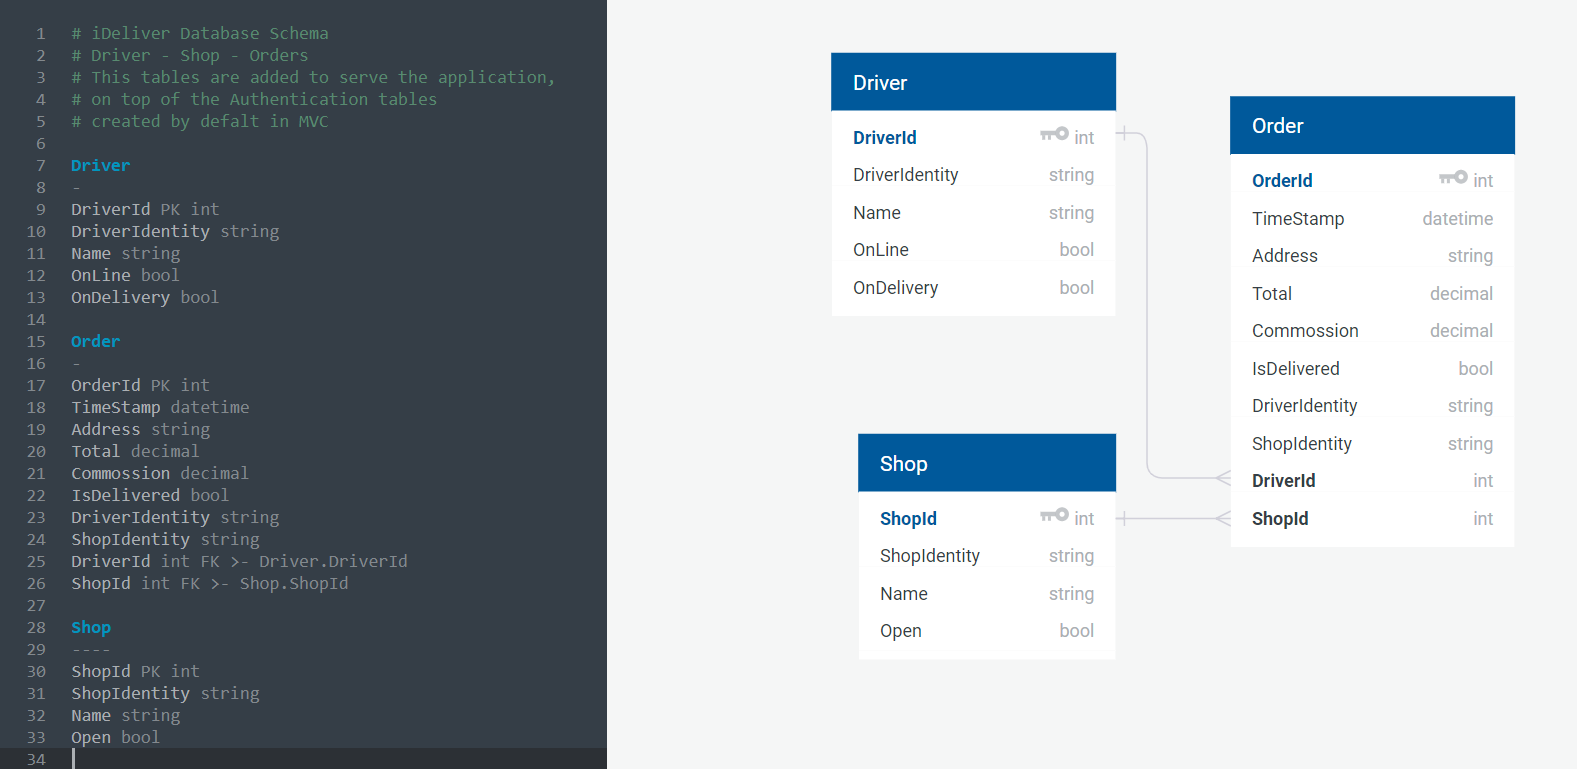 1 # iDeliver Database Schema
2 # Driver - Shop - Orders
3 # This tables are added to serve the application,
4 # on top of the Authentication tables
5 # created by defalt in MVC
6
7 Driver
8 -
9 DriverId PK int
10 DriverIdentity string
11 Name string
12 OnLine bool
13 OnDelivery bool
14
15 Order
16 -
17 OrderId PK int
18 TimeStamp datetime
19 Address string
20 Total decimal
21 Commossion decimal
22 IsDelivered bool
23 DriverIdentity string
24 ShopIdentity string
25 DriverId int FK >- Driver.DriverId
26 ShopId int FK >- Shop.ShopId
27
28 Shop
29 ----
30 ShopId PK int
31 ShopIdentity string
32 Name string
33 Open bool
34
Driver
DriverId int
DriverIdentity string
Name string
OnLine bool
OnDelivery bool
Shop
ShopId int
ShopIdentity string
Name string
Open bool
Order
OrderId int
TimeStamp datetime
Address string
Total decimal
Commossion decimal
IsDelivered bool
DriverIdentity string
ShopIdentity string
DriverId int
ShopId int